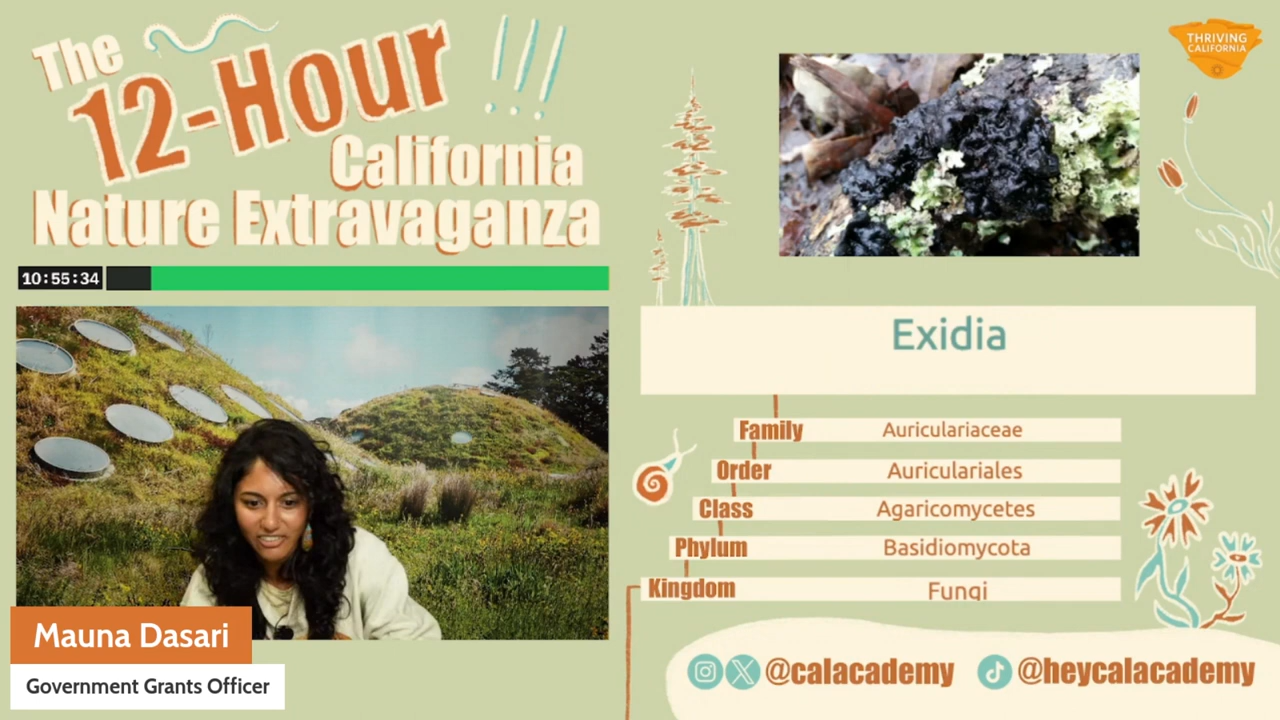 The
12-Hour
California
Nature Extravaganza
!!!
10:55:34
THRIVING
CALIFORNIA
Exidia
Family Auriculariaceae
Order Auriculariales
Class Agaricomycetes
Phylum Basidiomycota
Kingdom Fungi
Mauna Dasari
Government Grants Officer
@calacademy @heycalacademy